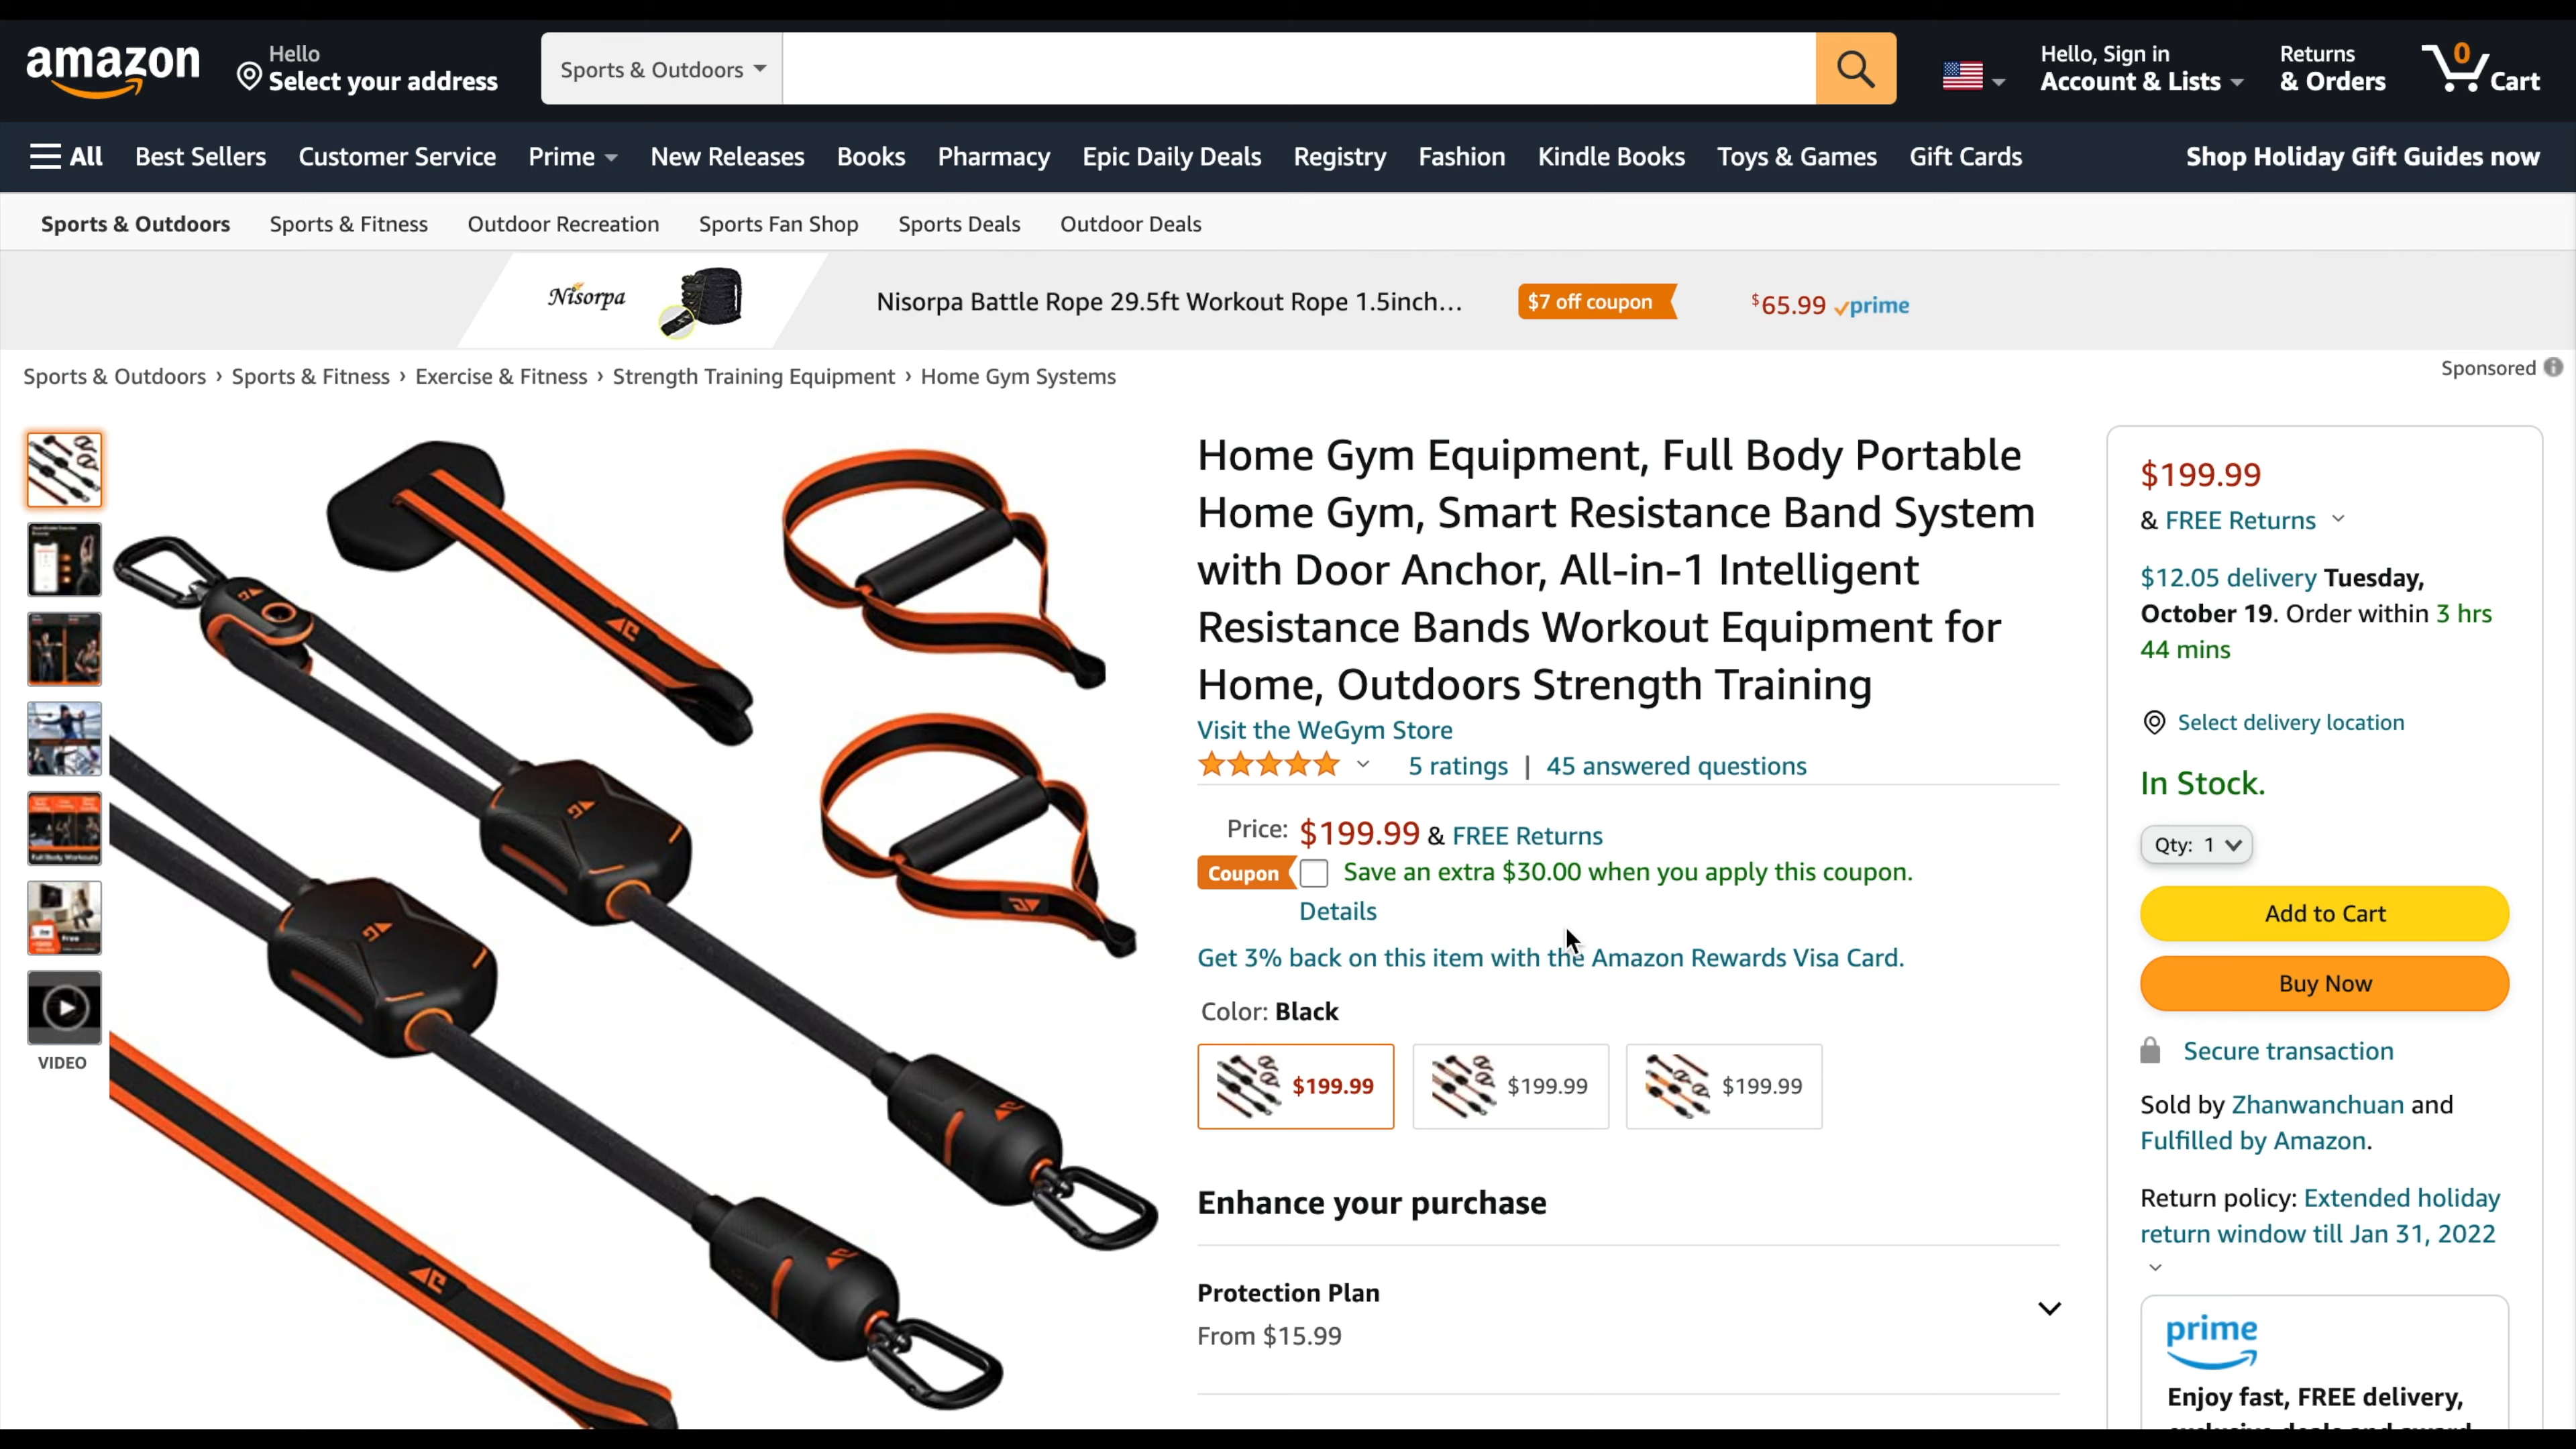 amazon
Hello
Select your address
Sports & Outdoors
Hello, Sign in
Account & Lists
Returns
& Orders
0
Cart
All
Best Sellers
Customer Service
Prime
New Releases
Books
Pharmacy
Epic Daily Deals
Registry
Fashion
Kindle Books
Toys & Games
Gift Cards
Shop Holiday Gift Guides now
Sports & Outdoors
Sports & Fitness
Outdoor Recreation
Sports Fan Shop
Sports Deals
Outdoor Deals
Nisorpa
Nisorpa Battle Rope 29.5ft Workout Rope 1.5inch...
$7 off coupon
$65.99 prime
Sports & Outdoors › Sports & Fitness › Exercise & Fitness › Strength Training Equipment › Home Gym Systems
Sponsored
VIDEO
Home Gym Equipment, Full Body Portable
Home Gym, Smart Resistance Band System
with Door Anchor, All-in-1 Intelligent
Resistance Bands Workout Equipment for
Home, Outdoors Strength Training
Visit the WeGym Store
5 ratings | 45 answered questions
Price: $199.99 & FREE Returns
Coupon Save an extra $30.00 when you apply this coupon.
Details
Get 3% back on this item with the Amazon Rewards Visa Card.
Color: Black
$199.99
$199.99
$199.99
Enhance your purchase
Protection Plan
From $15.99
$199.99
& FREE Returns
$12.05 delivery Tuesday,
October 19. Order within 3 hrs
44 mins
Select delivery location
In Stock.
Qty: 1
Add to Cart
Buy Now
Secure transaction
Sold by Zhanwanchuan and
Fulfilled by Amazon.
Return policy: Extended holiday
return window till Jan 31, 2022
prime
Enjoy fast, FREE delivery,